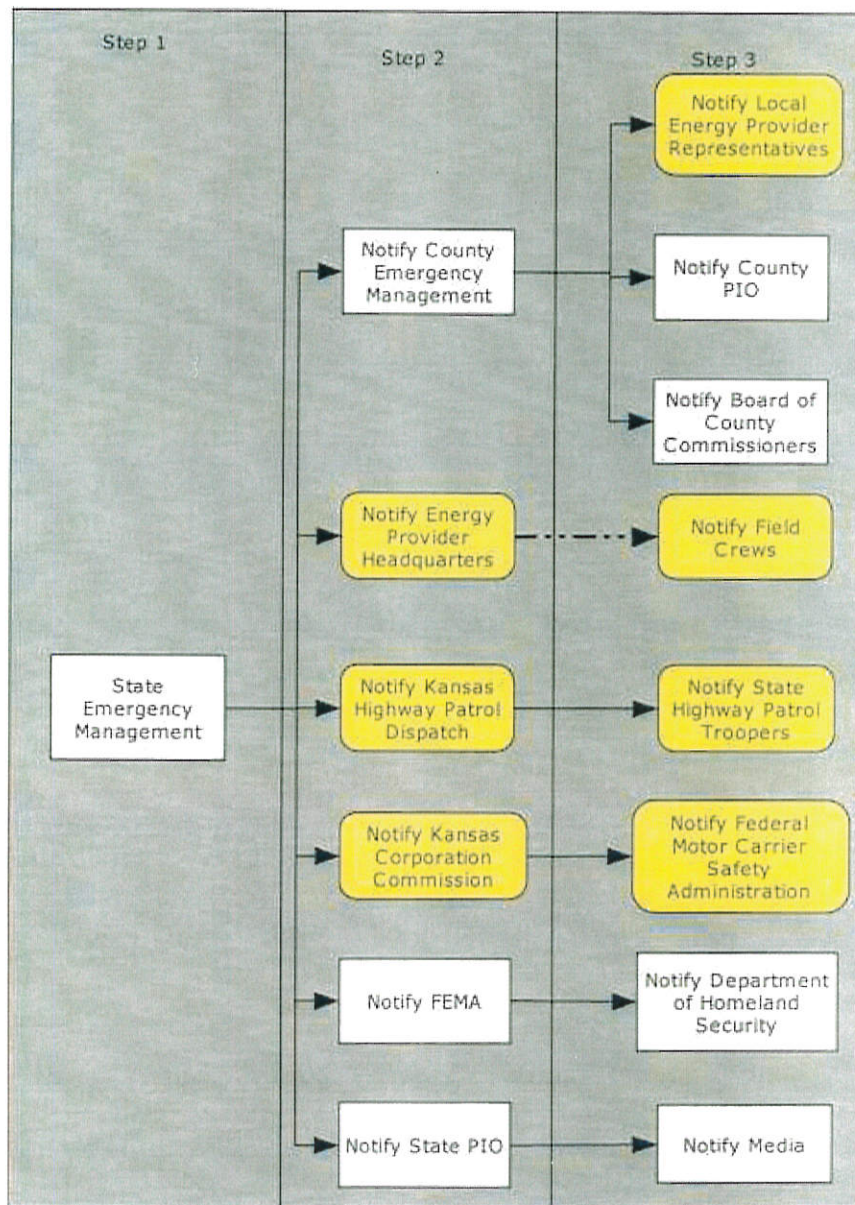 Step 1
Step 2
Step 3
Notify Local
Energy Provider
Representatives
Notify County
Emergency
Management
Notify County
PIO
Notify Board of
County
Commissioners
Notify Energy
Provider
Headquarters
Notify Field
Crews
State
Emergency
Management
Notify Kansas
Highway Patrol
Dispatch
Notify State
Highway Patrol
Troopers
Notify Kansas
Corporation
Commission
Notify Federal
Motor Carrier
Safety
Administration
Notify FEMA
Notify Department
of Homeland
Security
Notify State PIO
Notify Media